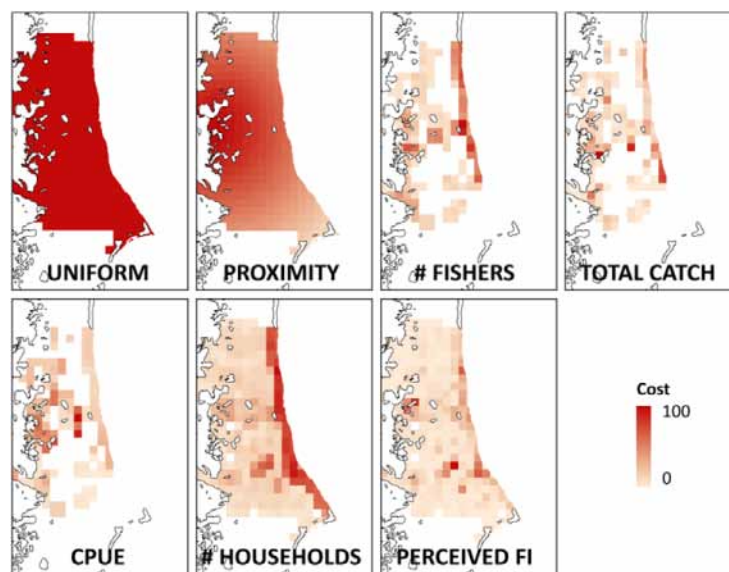 UNIFORM
PROXIMITY
# FISHERS
TOTAL CATCH
CPUE
# HOUSEHOLDS
PERCEIVED FI
Cost
100
0